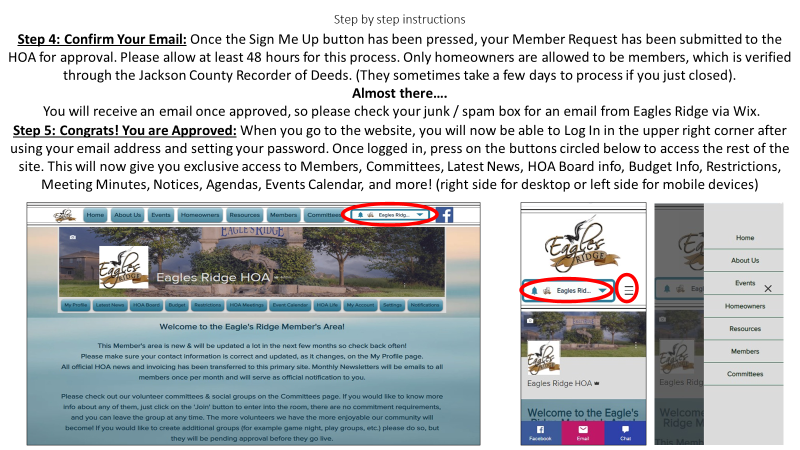 Step by step instructions
Step 4: Confirm Your Email: Once the Sign Me Up button has been pressed, your Member Request has been submitted to the
HOA for approval. Please allow at least 48 hours for this process. Only homeowners are allowed to be members, which is verified
through the Jackson County Recorder of Deeds. (They sometimes take a few days to process if you just closed).
Almost there....
You will receive an email once approved, so please check your junk / spam box for an email from Eagles Ridge via Wix.
Step 5: Congrats! You are Approved: When you go to the website, you will now be able to Log In in the upper right corner after
using your email address and setting your password. Once logged in, press on the buttons circled below to access the rest of the
site. This will now give you exclusive access to Members, Committees, Latest News, HOA Board info, Budget Info, Restrictions,
Meeting Minutes, Notices, Agendas, Events Calendar, and more! (right side for desktop or left side for mobile devices)
Home About Us Events Homeowners Resources Members Committees Eagles Ridg...
EAGLE'S RIDGE
Eagles RIDGE
Eagles Ridge HOA
My Profile Latest News HOA Board Budget Restrictions HOA Meetings Event Calendar HOA Life My Account Settings Notifications
Welcome to the Eagle's Ridge Member's Area!
This Member's area is new & will be updated a lot in the next few months so check back often!
Please make sure your contact information is correct and updated, as it changes, on the My Profile page.
All official HOA news and invoicing has been transferred to this primary site. Monthly Newsletters will be emails to all
members once per month and will serve as official notification to you.
Please check out our volunteer committees & social groups on the Committees page. If you would like to know more
info about any of them, just click on the 'Join' button to enter into the room, there are no commitment requirements,
and you can leave the group at any time. The more volunteers we have the more enjoyable our community will
become! If you would like to create additional groups (for example game night, play groups, etc.) please do so, but
they will be pending approval before they go live.
Eagles RIDGE
Eagles Rid...
Eagles RIDGE
Eagles Ridge HOA
Welcome to the Eagle's
Facebook Email Chat
Eagles Ridg
Home
About Us
Events
Homeowners
Resources
Members
Committees